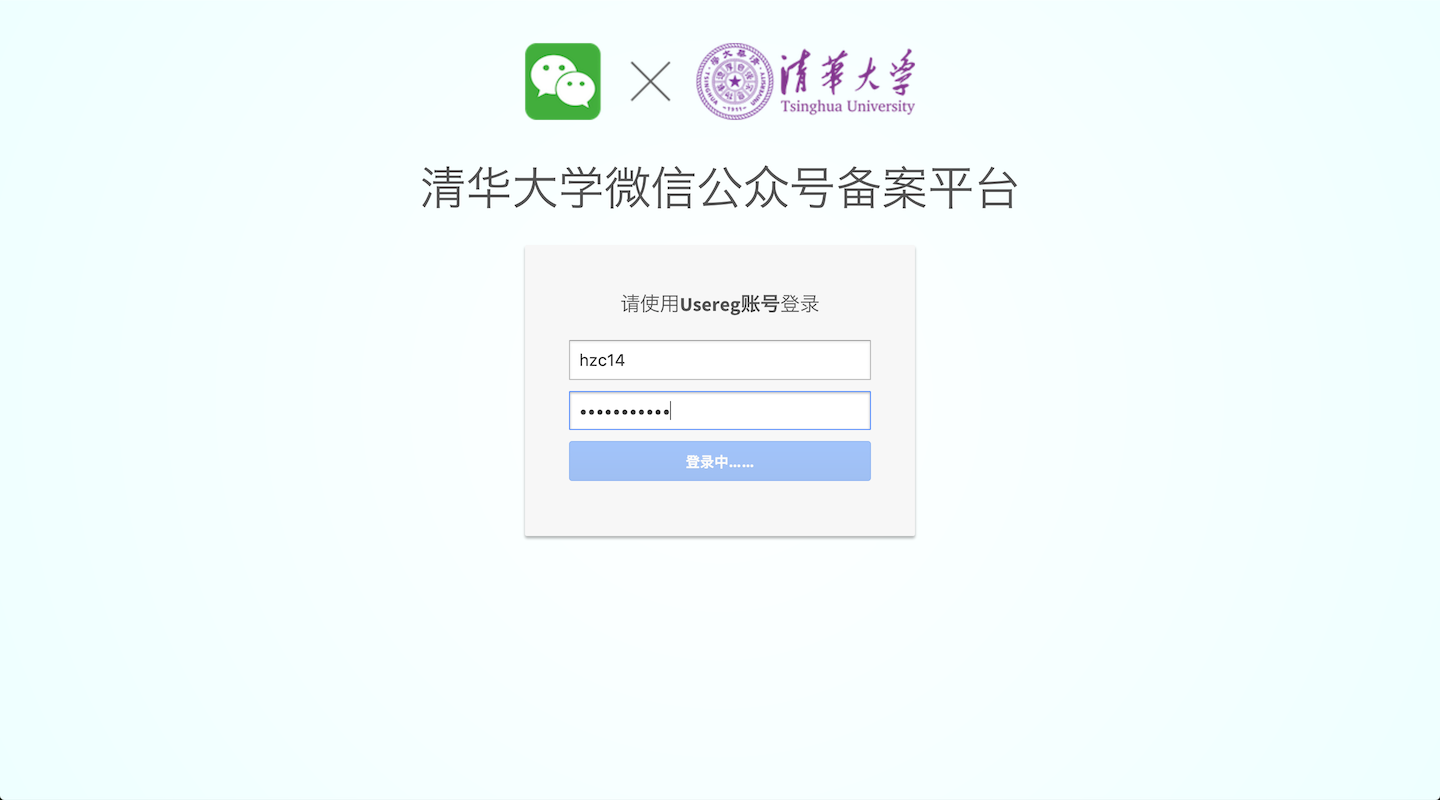 清華大学
Tsinghua University
清华大学微信公众号备案平台
请使用Usereg账号登录
hzc14
•••••••••••
登录中……